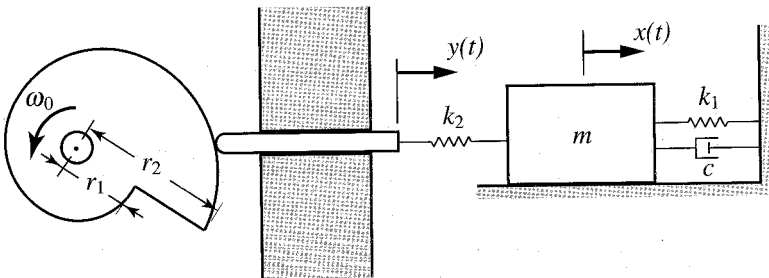 ω₀
r₁
r₂
y(t)
k₂
m
x(t)
k₁
c